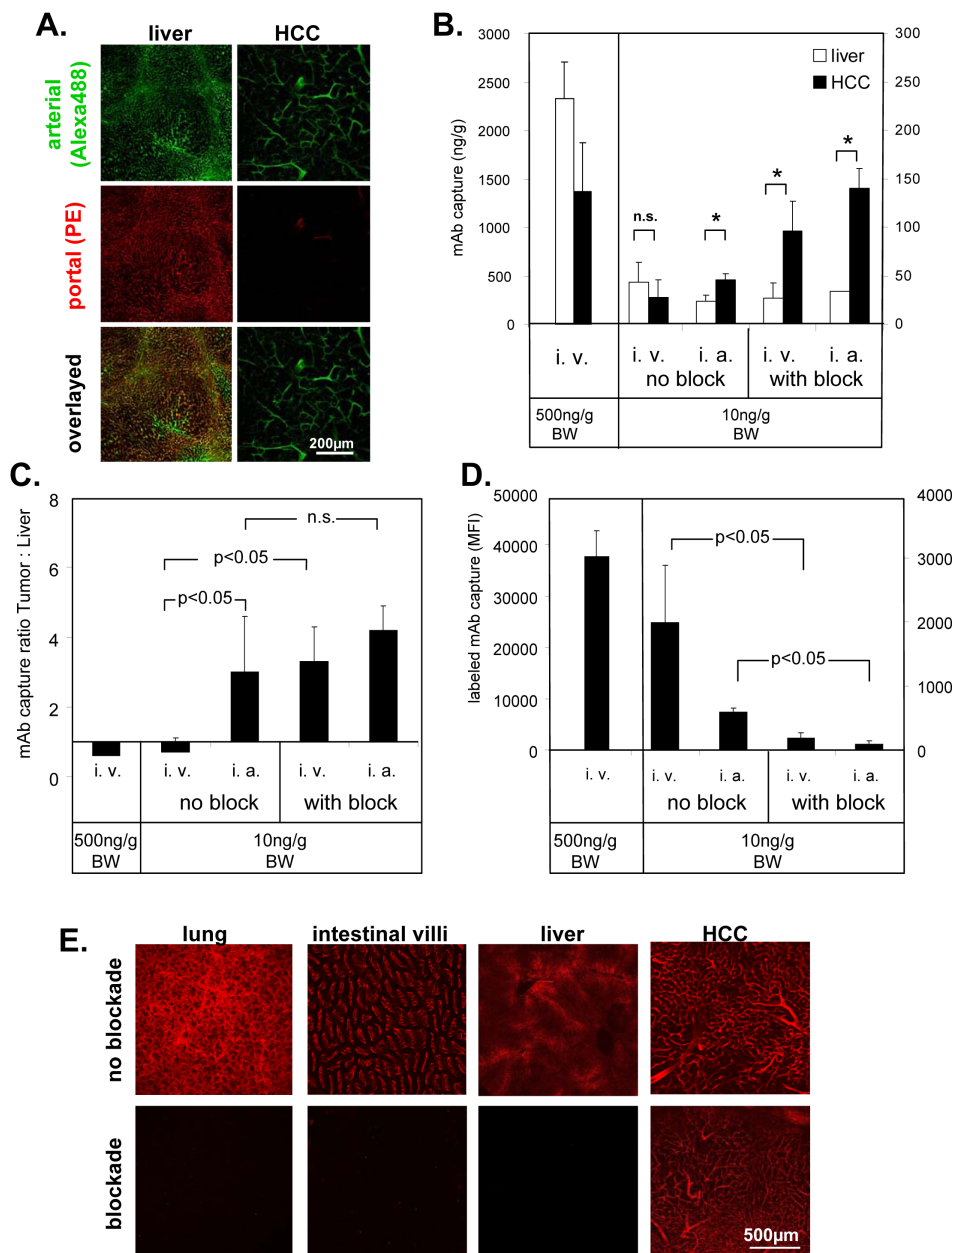 A.
liver
HCC
arterial
(Alexa488)
portal (PE)
overlayed
200µm
B.
mAb capture (ng/g)
3000
2500
2000
1500
1000
500
0
300
250
200
150
100
50
0
liver
HCC
n.s.
*
*
*
i. v.
i. v.
i. a.
i. v.
i. a.
no block
with block
500ng/g
BW
10ng/g
BW
C.
mAb capture ratio Tumor : Liver
8
6
4
2
0
n.s.
p<0.05
p<0.05
i. v.
i. v.
i. a.
i. v.
i. a.
no block
with block
500ng/g
BW
10ng/g
BW
D.
labeled mAb capture (MFI)
50000
40000
30000
20000
10000
0
4000
3000
2000
1000
0
p<0.05
p<0.05
i. v.
i. v.
i. a.
i. v.
i. a.
no block
with block
500ng/g
BW
10ng/g
BW
E.
lung
intestinal villi
liver
HCC
no blockade
blockade
500µm